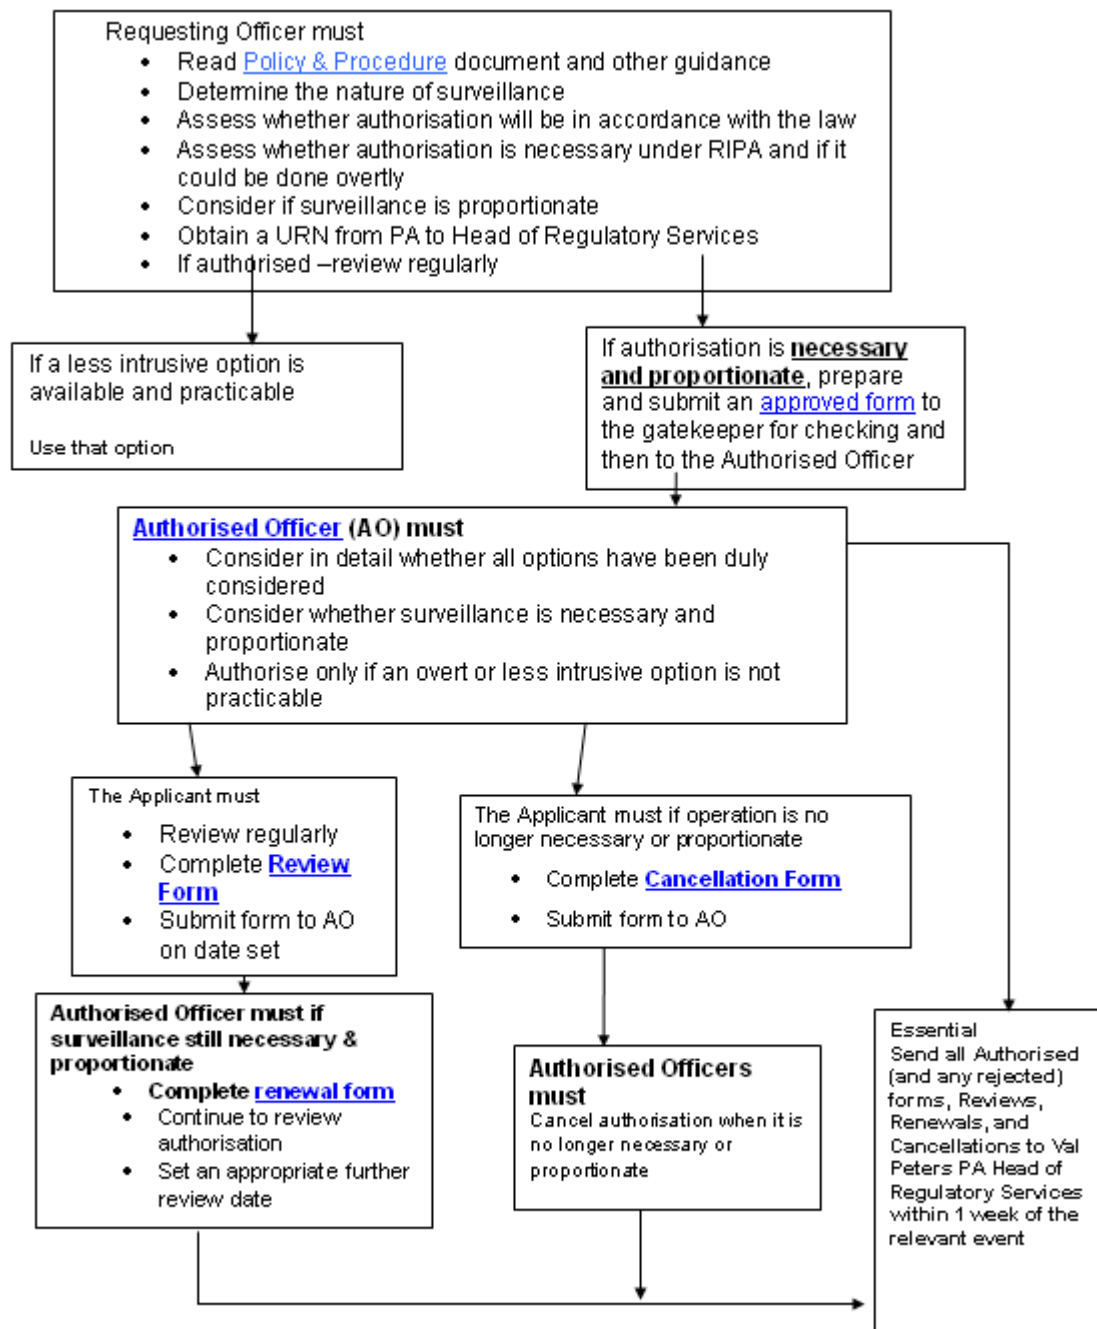 Requesting Officer must
• Read Policy & Procedure document and other guidance
• Determine the nature of surveillance
• Assess whether authorisation will be in accordance with the law
• Assess whether authorisation is necessary under RIPA and if it
could be done overtly
• Consider if surveillance is proportionate
• Obtain a URN from PA to Head of Regulatory Services
• If authorised –review regularly
If a less intrusive option is
available and practicable
Use that option
If authorisation is necessary
and proportionate, prepare
and submit an approved form to
the gatekeeper for checking and
then to the Authorised Officer
Authorised Officer (AO) must
• Consider in detail whether all options have been duly
considered
• Consider whether surveillance is necessary and
proportionate
• Authorise only if an overt or less intrusive option is not
practicable
The Applicant must
• Review regularly
• Complete Review
Form
• Submit form to AO
on date set
The Applicant must if operation is no
longer necessary or proportionate
• Complete Cancellation Form
• Submit form to AO
Authorised Officer must if
surveillance still necessary &
proportionate
• Complete renewal form
• Continue to review
authorisation
• Set an appropriate further
review date
Authorised Officers
must
Cancel authorisation when it is
no longer necessary or
proportionate
Essential
Send all Authorised
(and any rejected)
forms, Reviews,
Renewals, and
Cancellations to Val
Peters PA Head of
Regulatory Services
within 1 week of the
relevant event